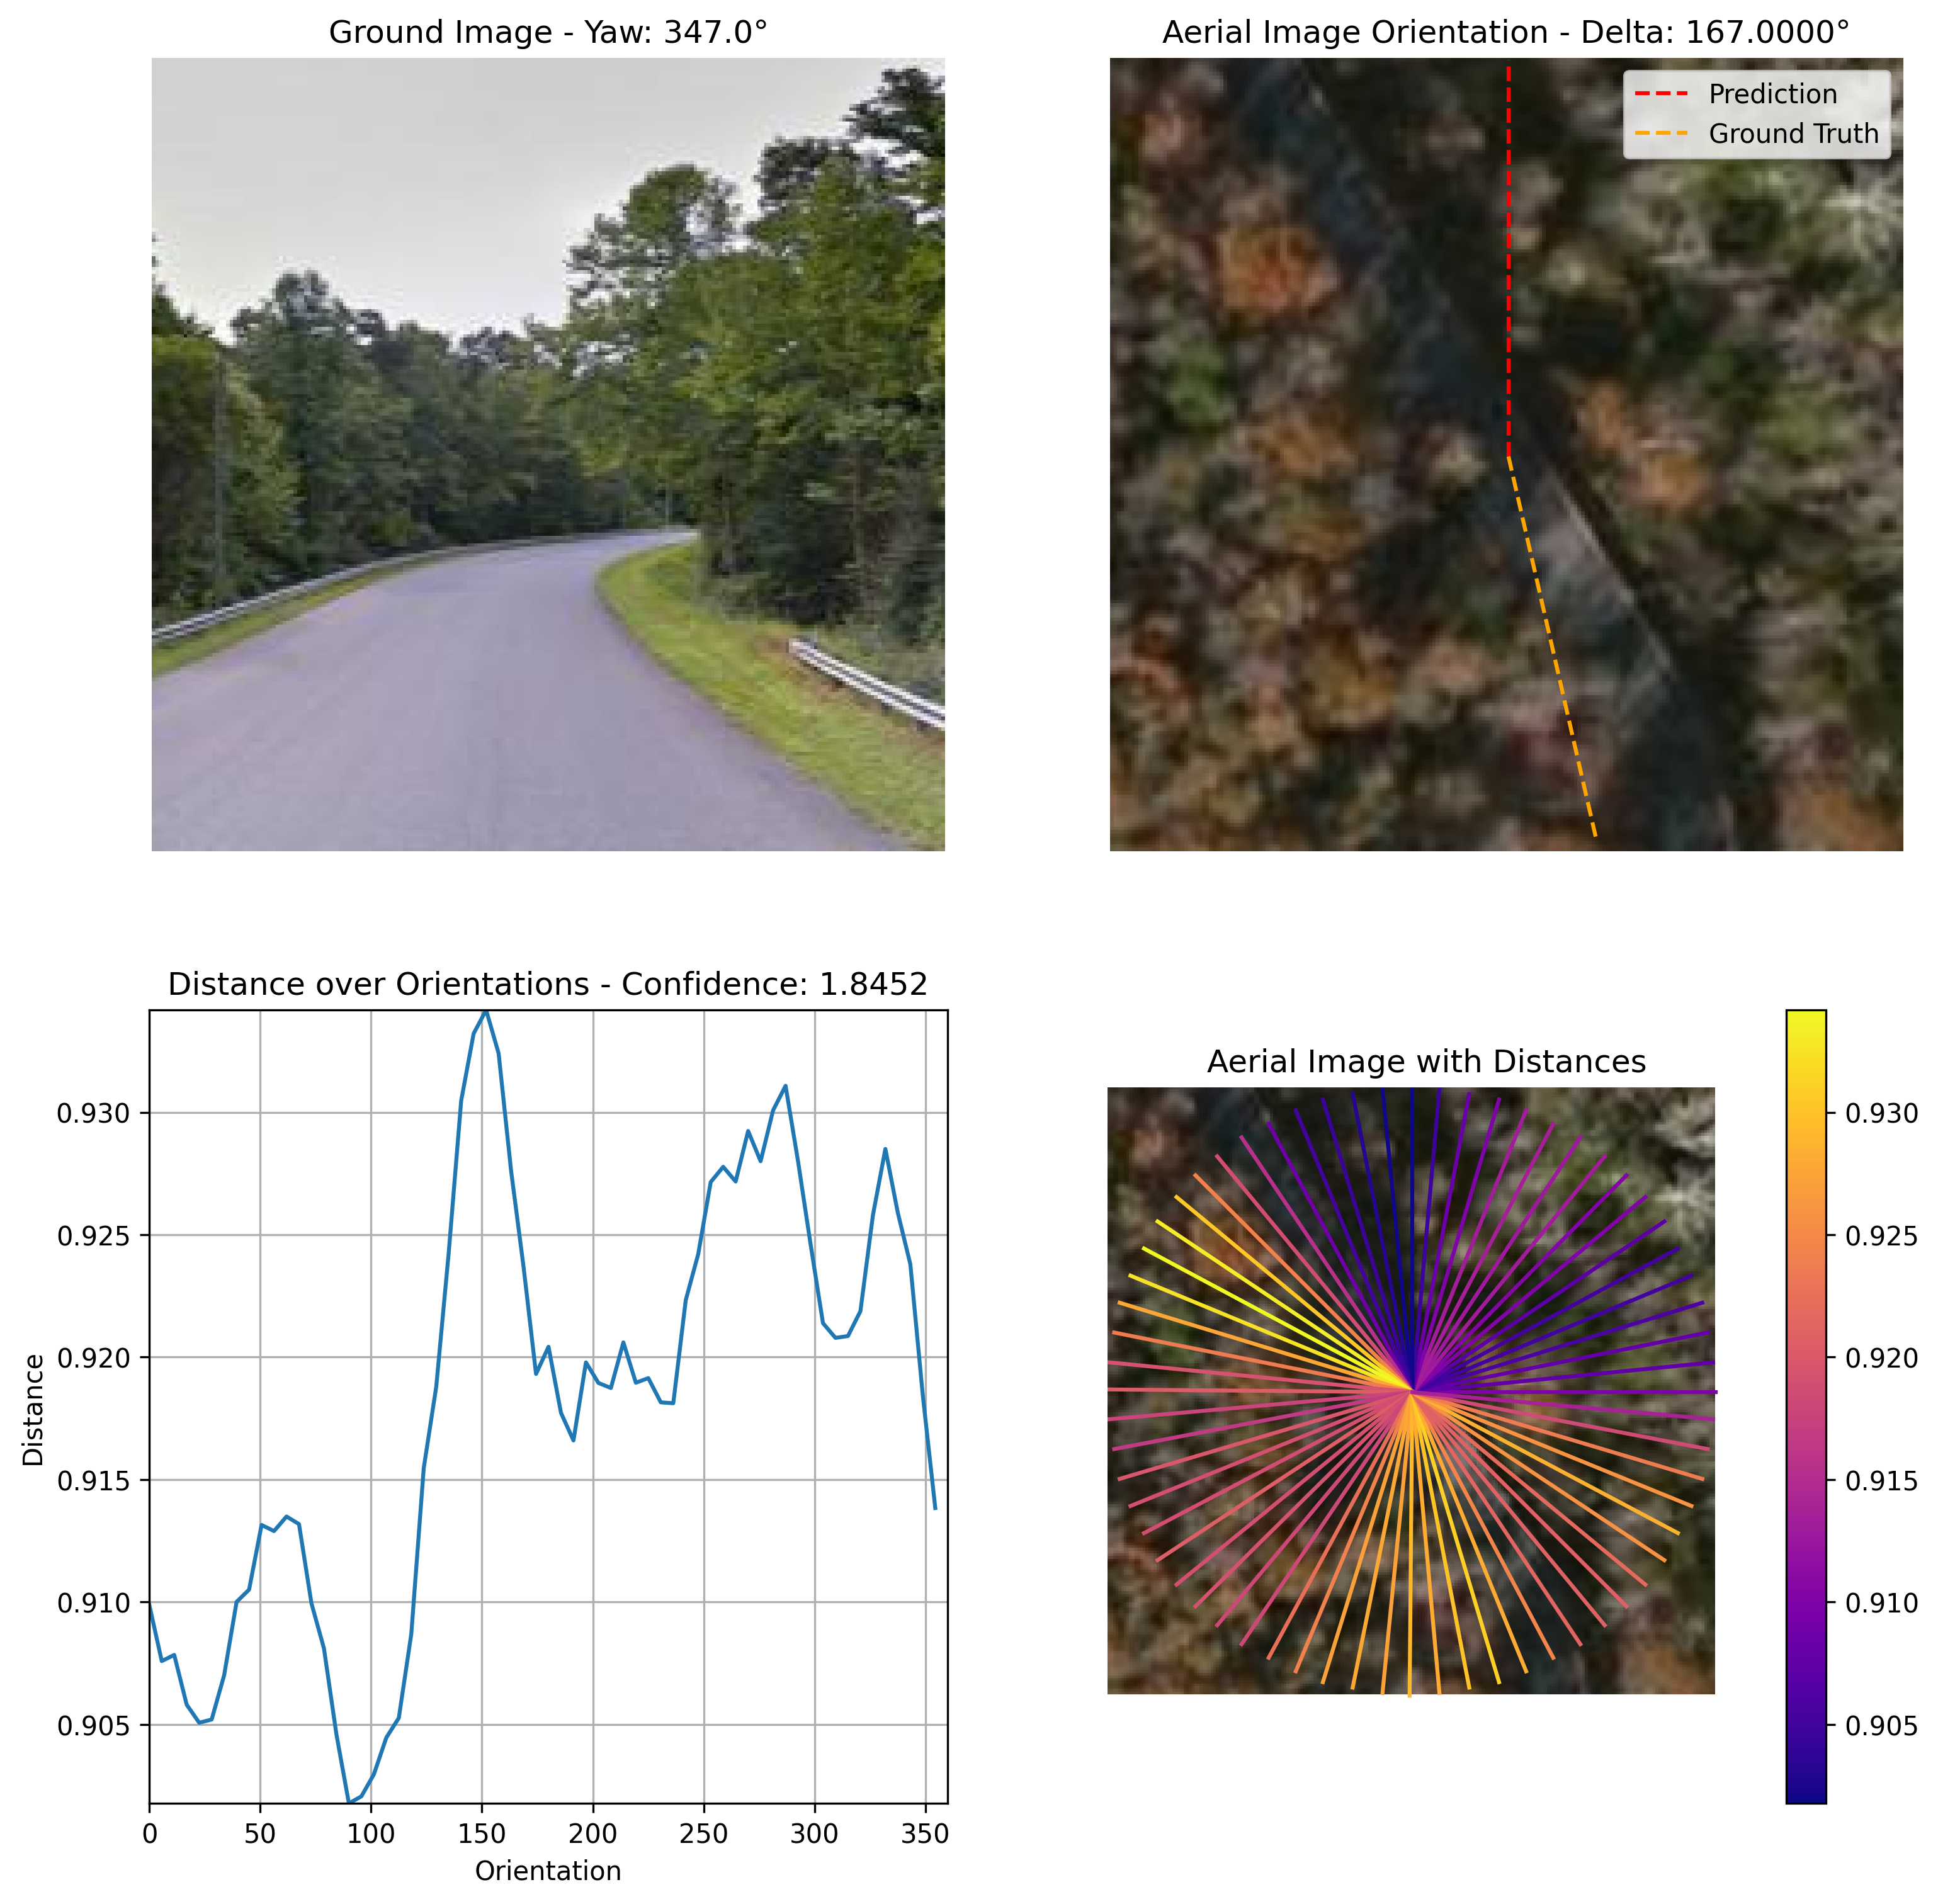 Ground Image - Yaw: 347.0°
Aerial Image Orientation - Delta: 167.0000°
Prediction
Ground Truth
Distance over Orientations - Confidence: 1.8452
0.930
0.925
0.920
0.915
0.910
0.905
Distance
0 50 100 150 200 250 300 350
Orientation
Aerial Image with Distances
0.930
0.925
0.920
0.915
0.910
0.905